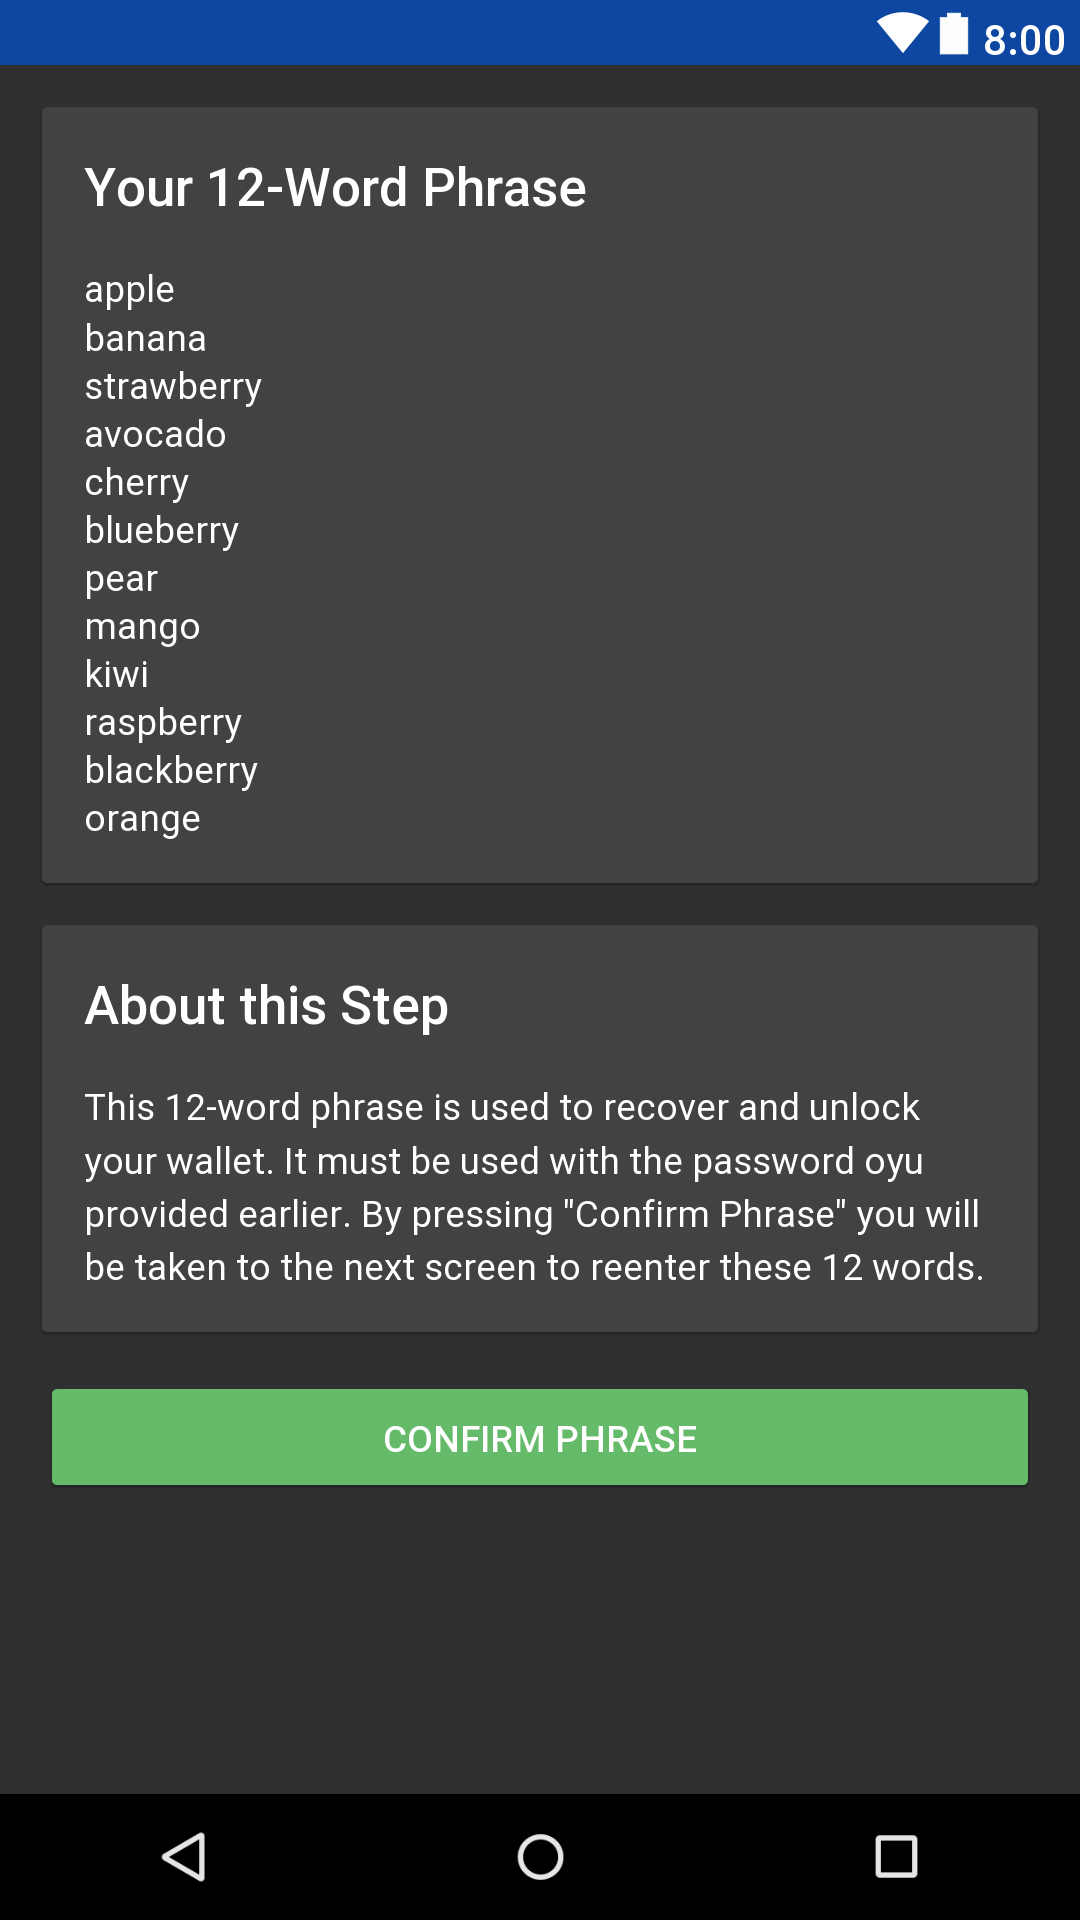 8:00
Your 12-Word Phrase
apple
banana
strawberry
avocado
cherry
blueberry
pear
mango
kiwi
raspberry
blackberry
orange
About this Step
This 12-word phrase is used to recover and unlock
your wallet. It must be used with the password oyu
provided earlier. By pressing "Confirm Phrase" you will
be taken to the next screen to reenter these 12 words.
CONFIRM PHRASE